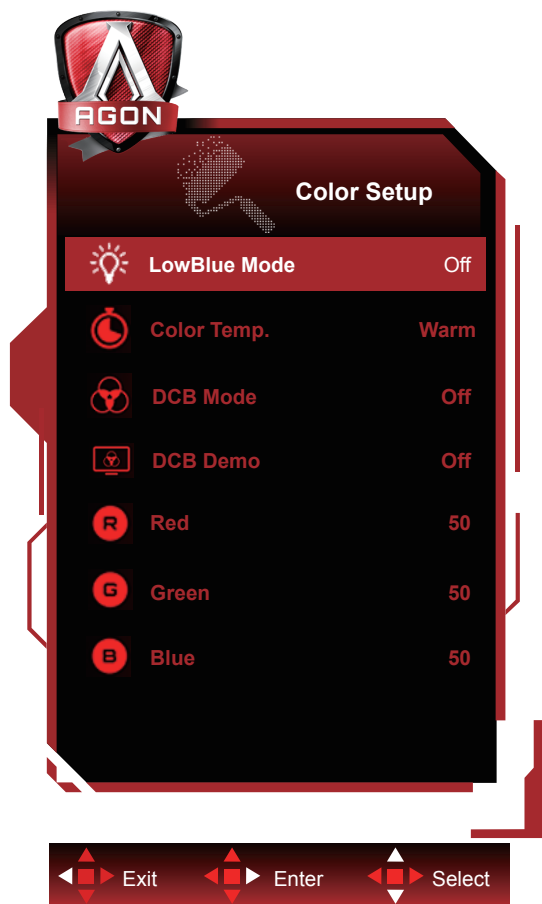 AGON
Color Setup
LowBlue Mode Off
Color Temp. Warm
DCB Mode Off
DCB Demo Off
R Red 50
G Green 50
B Blue 50
Exit Enter Select